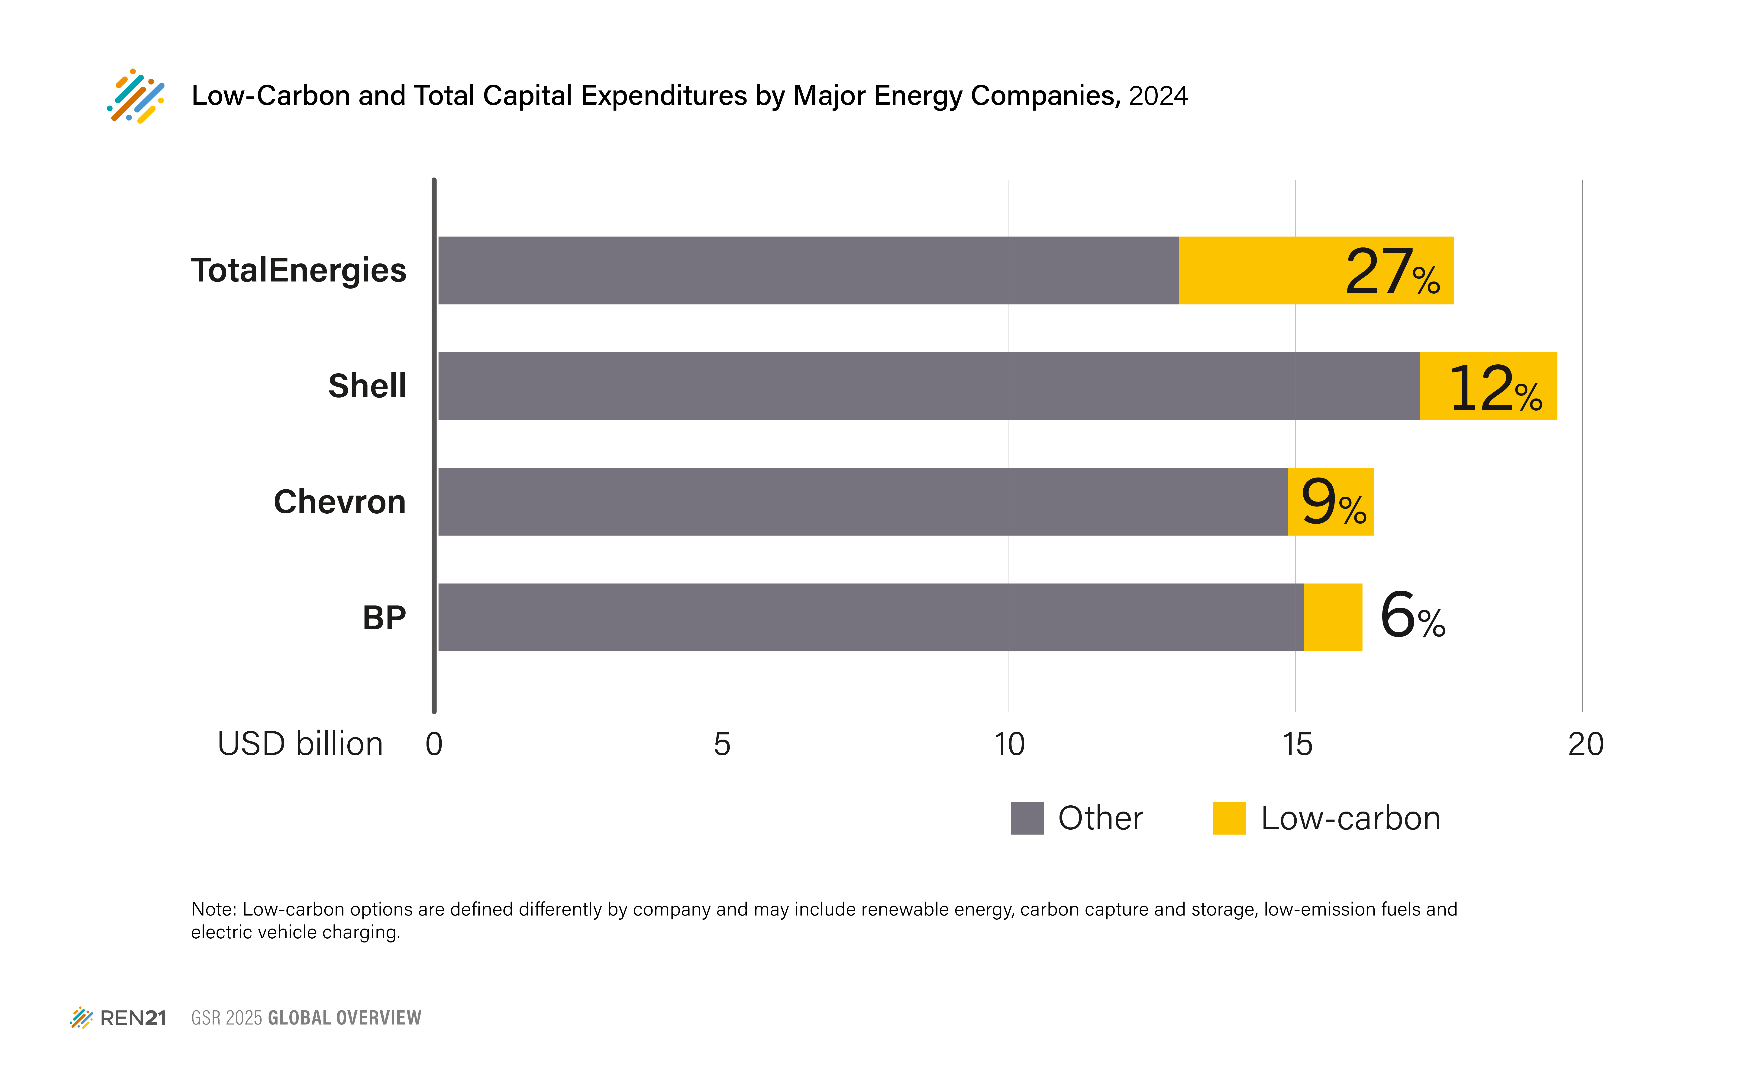 Low-Carbon and Total Capital Expenditures by Major Energy Companies, 2024
TotalEnergies
27%
Shell
12%
Chevron
9%
BP
6%
USD billion 0 5 10 15 20
Other Low-carbon
Note: Low-carbon options are defined differently by company and may include renewable energy, carbon capture and storage, low-emission fuels and
electric vehicle charging.
REN21 GSR 2025 GLOBAL OVERVIEW